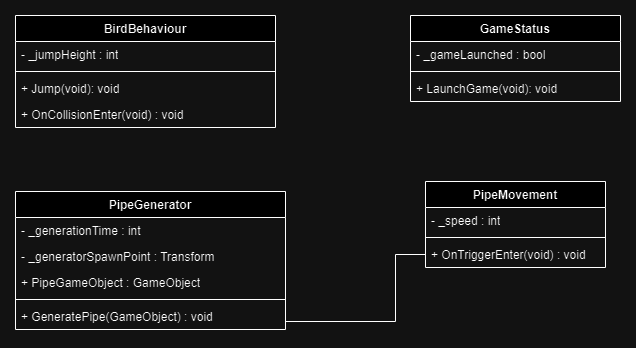 BirdBehaviour
- _jumpHeight : int
+ Jump(void): void
+ OnCollisionEnter(void) : void
GameStatus
- _gameLaunched : bool
+ LaunchGame(void): void
PipeGenerator
- _generationTime : int
- _generatorSpawnPoint : Transform
+ PipeGameObject : GameObject
+ GeneratePipe(GameObject) : void
PipeMovement
- _speed : int
+ OnTriggerEnter(void) : void